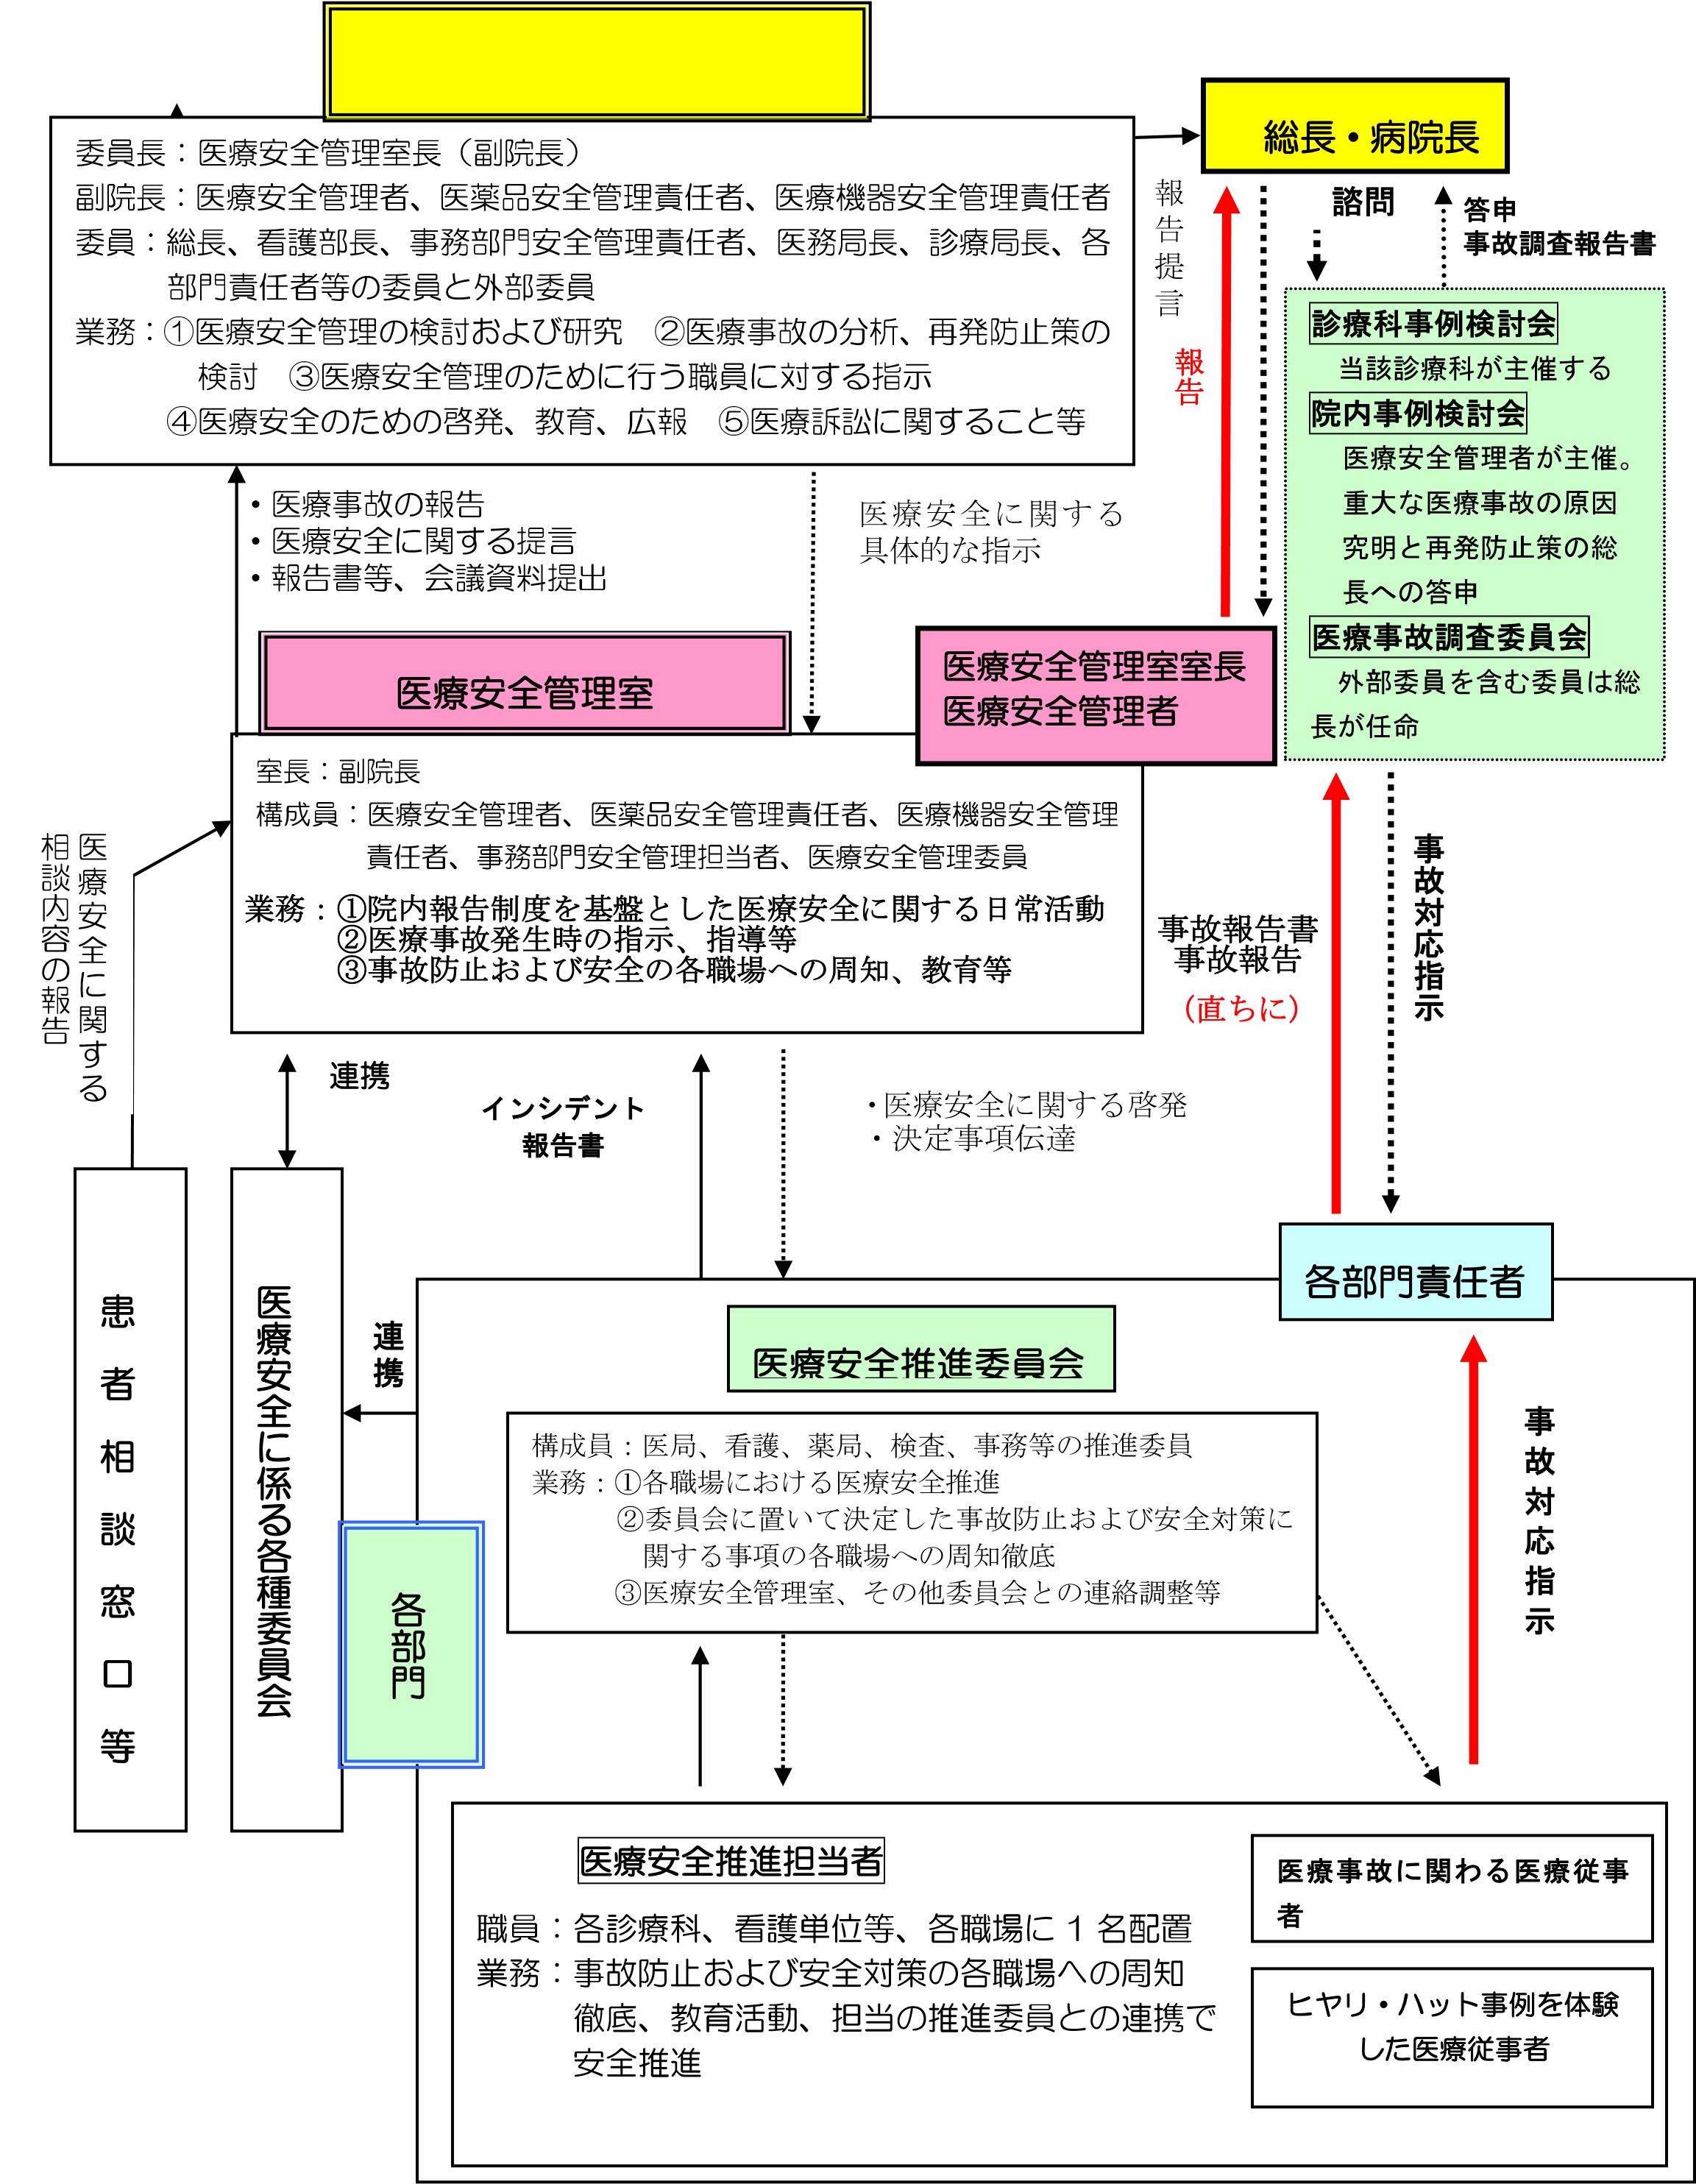 総長・病院長
委員長：医療安全管理室長（副院長）
副院長：医療安全管理者、医薬品安全管理責任者、医療機器安全管理責任者
委員：総長、看護部長、事務部門安全管理責任者、医務局長、診療局長、各
部門責任者等の委員と外部委員
業務：①医療安全管理の検討および研究　②医療事故の分析、再発防止策の
検討　③医療安全管理のために行う職員に対する指示
④医療安全のための啓発、教育、広報　⑤医療訴訟に関すること等
報告提言
報告
諮問
答申
事故調査報告書
診療科事例検討会
当該診療科が主催する
院内事例検討会
医療安全管理者が主催。
重大な医療事故の原因
究明と再発防止策の総
長への答申
医療事故調査委員会
外部委員を含む委員は総
長が任命
・医療事故の報告
・医療安全に関する提言
・報告書等、会議資料提出
医療安全に関する
具体的な指示
医療安全管理室
医療安全管理室室長
医療安全管理者
室長：副院長
構成員：医療安全管理者、医薬品安全管理責任者、医療機器安全管理
責任者、事務部門安全管理担当者、医療安全管理委員
業務：①院内報告制度を基盤とした医療安全に関する日常活動
②医療事故発生時の指示、指導等
③事故防止および安全の各職場への周知、教育等
医療安全に関する
相談内容の報告
事故報告書
事故報告
（直ちに）
事故対応指示
連携
インシデント
報告書
・医療安全に関する啓発
・決定事項伝達
患者相談窓口等
医療安全に係る各種委員会
連携
各部門責任者
医療安全推進委員会
構成員：医局、看護、薬局、検査、事務等の推進委員
業務：①各職場における医療安全推進
②委員会に置いて決定した事故防止および安全対策に
関する事項の各職場への周知徹底
③医療安全管理室、その他委員会との連絡調整等
各部門
事故対応指示
医療安全推進担当者
職員：各診療科、看護単位等、各職場に１名配置
業務：事故防止および安全対策の各職場への周知
徹底、教育活動、担当の推進委員との連携で
安全推進
医療事故に関わる医療従事
者
ヒヤリ・ハット事例を体験
した医療従事者